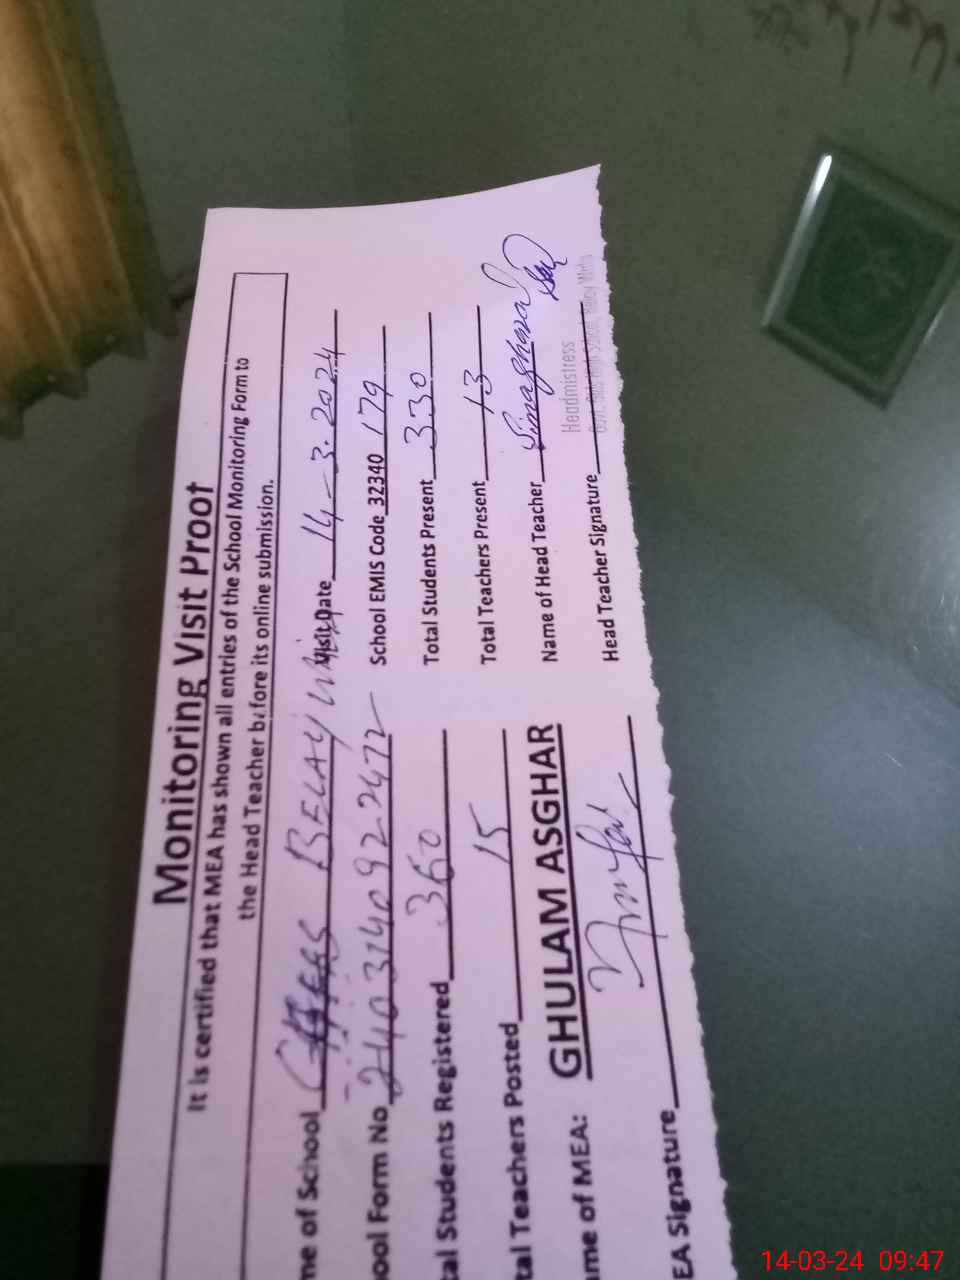 Monitoring Visit Proof
It is certified that MEA has shown all entries of the School Monitoring Form to
the Head Teacher before its online submission.
me of School BELAY Visit Date 14-3-2024
ool Form No 2403140922472 School EMIS Code 32340 179
tal Students Registered 360 Total Students Present 330
tal Teachers Posted 15 Total Teachers Present 13
me of MEA: GHULAM ASGHAR Name of Head Teacher
Headmistress
EA Signature Head Teacher Signature
14-03-24 09:47